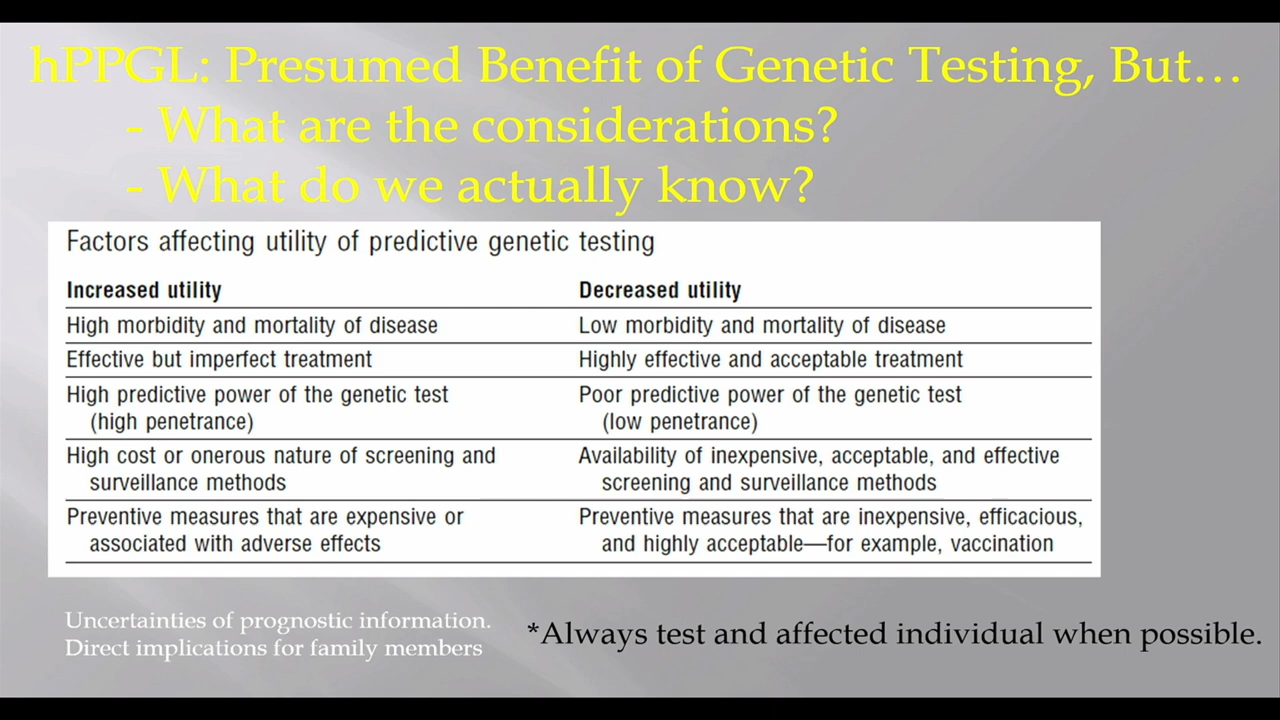 hPPGL: Presumed Benefit of Genetic Testing, But…
- What are the considerations?
- What do we actually know?
Factors affecting utility of predictive genetic testing
Increased utility Decreased utility
High morbidity and mortality of disease Low morbidity and mortality of disease
Effective but imperfect treatment Highly effective and acceptable treatment
High predictive power of the genetic test Poor predictive power of the genetic test
(high penetrance) (low penetrance)
High cost or onerous nature of screening and Availability of inexpensive, acceptable, and effective
surveillance methods screening and surveillance methods
Preventive measures that are expensive or Preventive measures that are inexpensive, efficacious,
associated with adverse effects and highly acceptable—for example, vaccination
Uncertainties of prognostic information.
Direct implications for family members
*Always test and affected individual when possible.